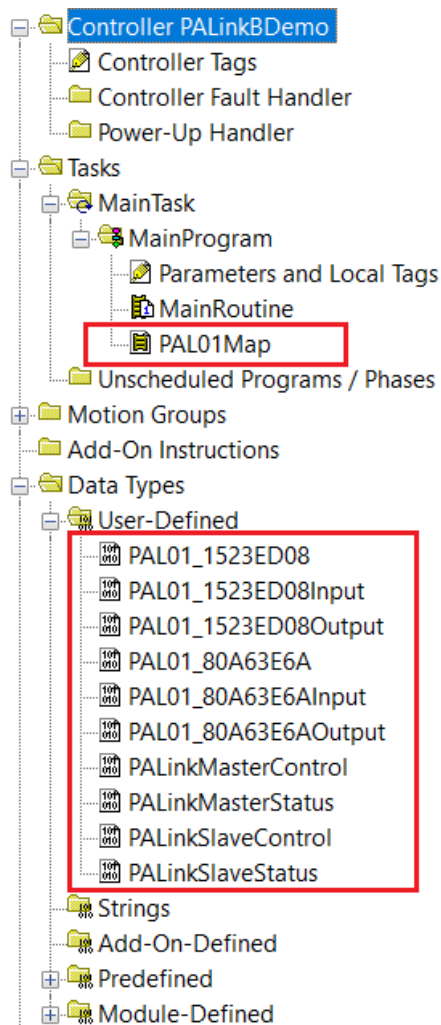 Controller PALinkBDemo
Controller Tags
Controller Fault Handler
Power-Up Handler
Tasks
MainTask
MainProgram
Parameters and Local Tags
MainRoutine
PAL01Map
Unscheduled Programs / Phases
Motion Groups
Add-On Instructions
Data Types
User-Defined
PAL01_1523ED08
PAL01_1523ED08Input
PAL01_1523ED08Output
PAL01_80A63E6A
PAL01_80A63E6AInput
PAL01_80A63E6AOutput
PALinkMasterControl
PALinkMasterStatus
PALinkSlaveControl
PALinkSlaveStatus
Strings
Add-On-Defined
Predefined
Module-Defined